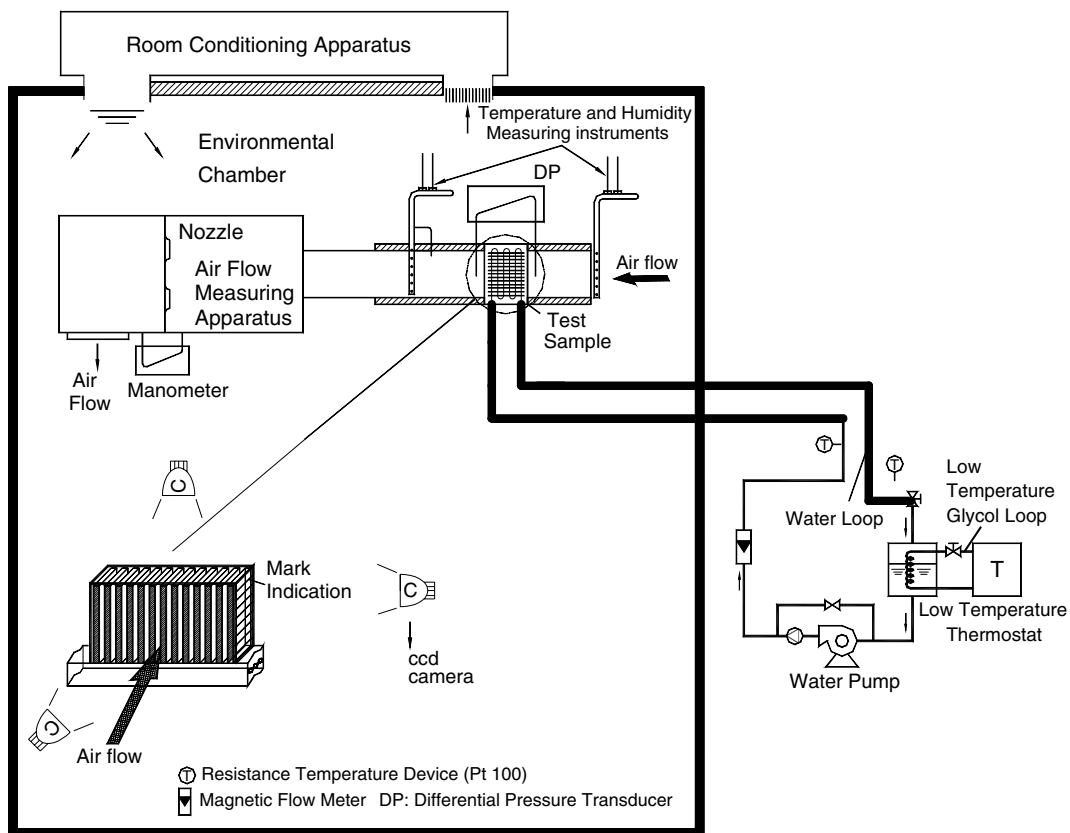 Room Conditioning Apparatus
Temperature and Humidity
Measuring instruments
Environmental
Chamber
DP
Nozzle
Air Flow
Measuring
Apparatus
Air flow
Test
Sample
Air
Flow
Manometer
T
T
Low
Temperature
Glycol Loop
Water Loop
T
Low Temperature
Thermostat
Water Pump
C
Mark
Indication
C
ccd
camera
C
Air flow
T Resistance Temperature Device (Pt 100)
Magnetic Flow Meter DP: Differential Pressure Transducer